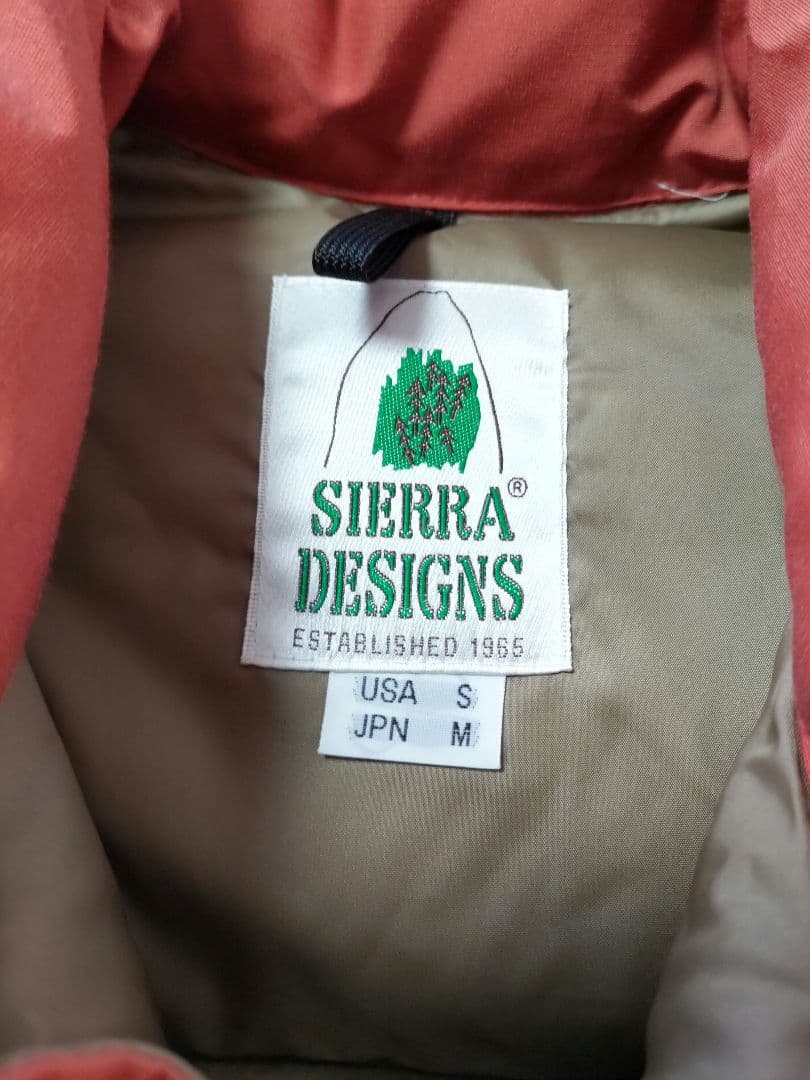 SIERRA®
DESIGNS
ESTABLISHED 1965
USA S
JPN M